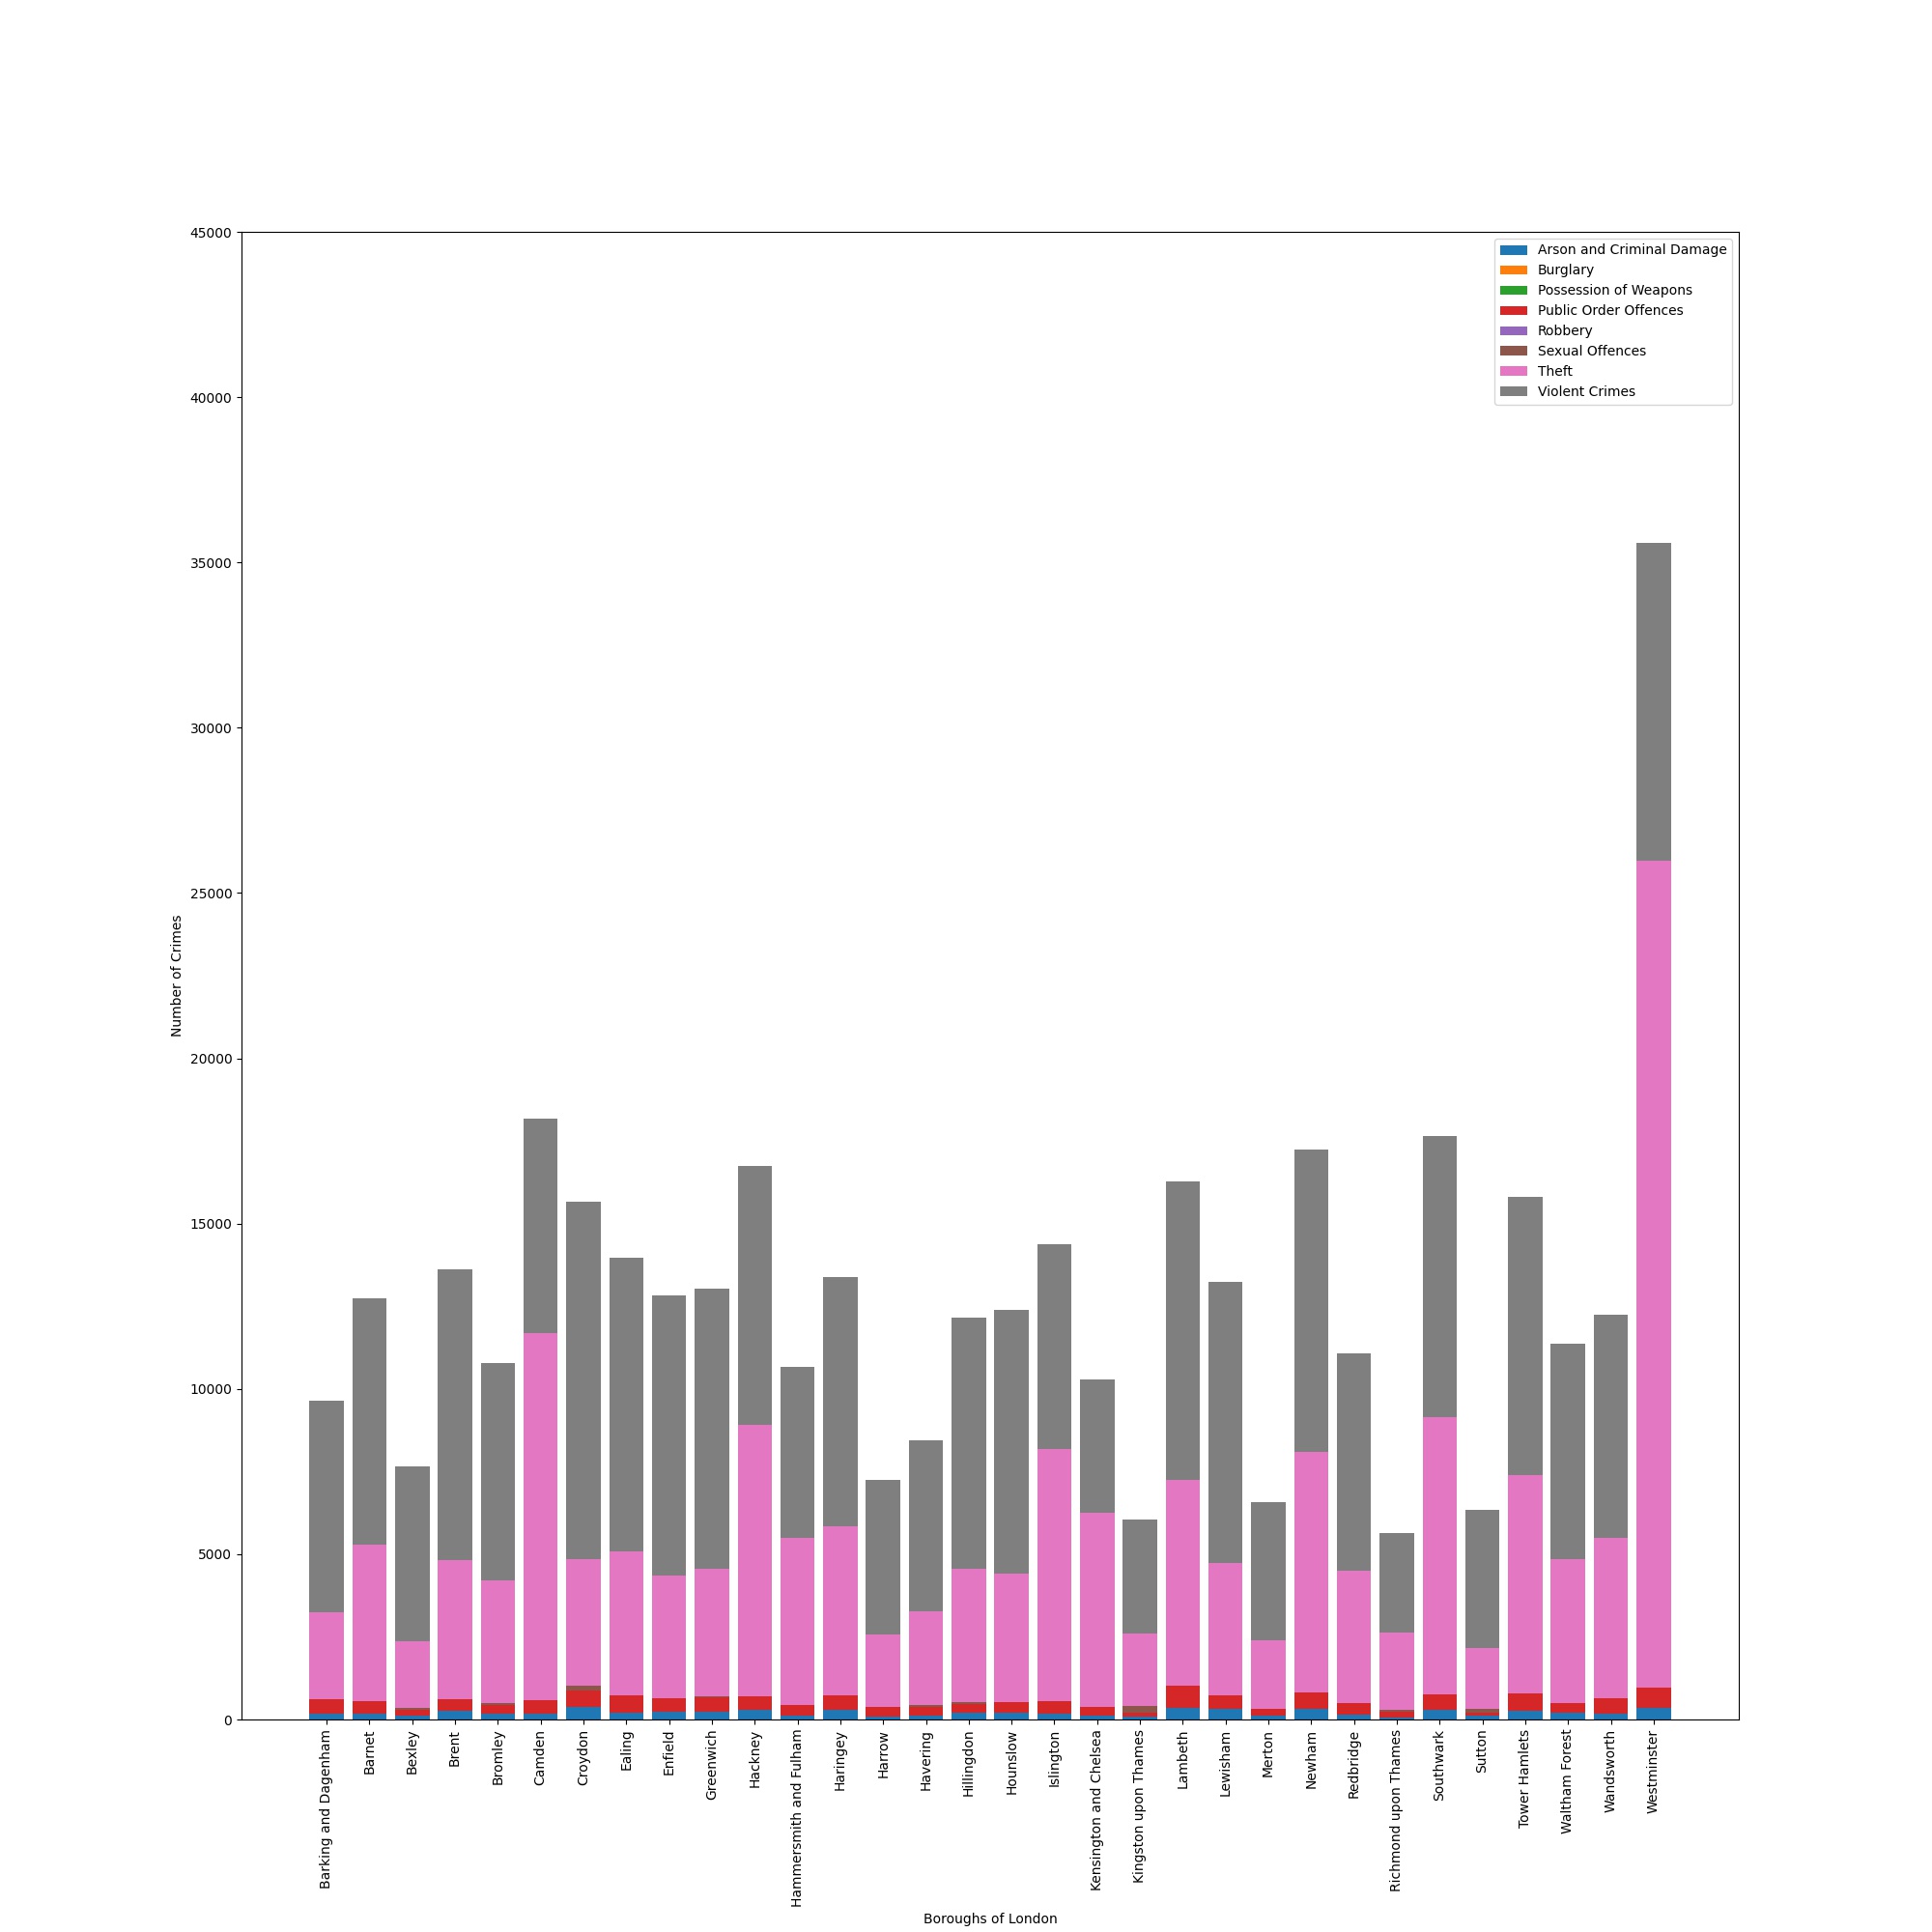 45000
40000
35000
30000
25000
20000
15000
10000
5000
0
Number of Crimes
Arson and Criminal Damage
Burglary
Possession of Weapons
Public Order Offences
Robbery
Sexual Offences
Theft
Violent Crimes
Barking and Dagenham
Barnet
Bexley
Brent
Bromley
Camden
Croydon
Ealing
Enfield
Greenwich
Hackney
Hammersmith and Fulham
Haringey
Harrow
Havering
Hillingdon
Hounslow
Islington
Kensington and Chelsea
Kingston upon Thames
Lambeth
Lewisham
Merton
Newham
Redbridge
Richmond upon Thames
Southwark
Sutton
Tower Hamlets
Waltham Forest
Wandsworth
Westminster
Boroughs of London